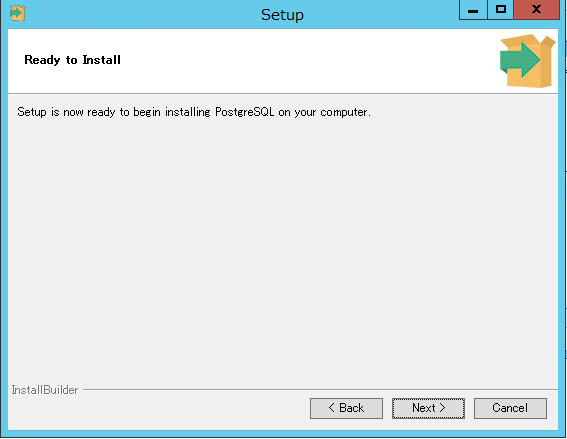 Setup
Ready to Install
Setup is now ready to begin installing PostgreSQL on your computer.
InstallBuilder
< Back
Next >
Cancel